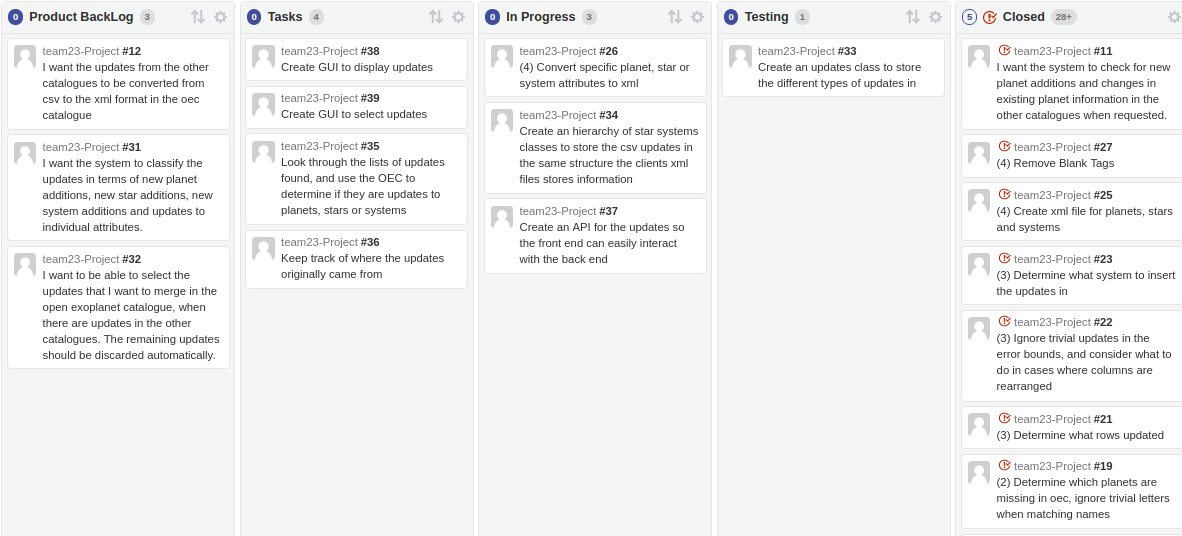 0 Product BackLog 3
team23-Project #12
I want the updates from the other
catalogues to be converted from
csv to the xml format in the oec
catalogue
team23-Project #31
I want the system to classify the
updates in terms of new planet
additions, new star additions, new
system additions and updates to
individual attributes.
team23-Project #32
I want to be able to select the
updates that I want to merge in the
open exoplanet catalogue, when
there are updates in the other
catalogues. The remaining updates
should be discarded automatically.
0 Tasks 4
team23-Project #38
Create GUI to display updates
team23-Project #39
Create GUI to select updates
team23-Project #35
Look through the lists of updates
found, and use the OEC to
determine if they are updates to
planets, stars or systems
team23-Project #36
Keep track of where the updates
originally came from
0 In Progress 3
team23-Project #26
(4) Convert specific planet, star or
system attributes to xml
team23-Project #34
Create an hierarchy of star systems
classes to store the csv updates in
the same structure the clients xml
files stores information
team23-Project #37
Create an API for the updates so
the front end can easily interact
with the back end
0 Testing 1
team23-Project #33
Create an updates class to store
the different types of updates in
5 Closed 28+
team23-Project #11
I want the system to check for new
planet additions and changes in
existing planet information in the
other catalogues when requested.
team23-Project #27
(4) Remove Blank Tags
team23-Project #25
(4) Create xml file for planets, stars
and systems
team23-Project #23
(3) Determine what system to insert
the updates in
team23-Project #22
(3) Ignore trivial updates in the
error bounds, and consider what to
do in cases where columns are
rearranged
team23-Project #21
(3) Determine what rows updated
team23-Project #19
(2) Determine which planets are
missing in oec, ignore trivial letters
when matching names